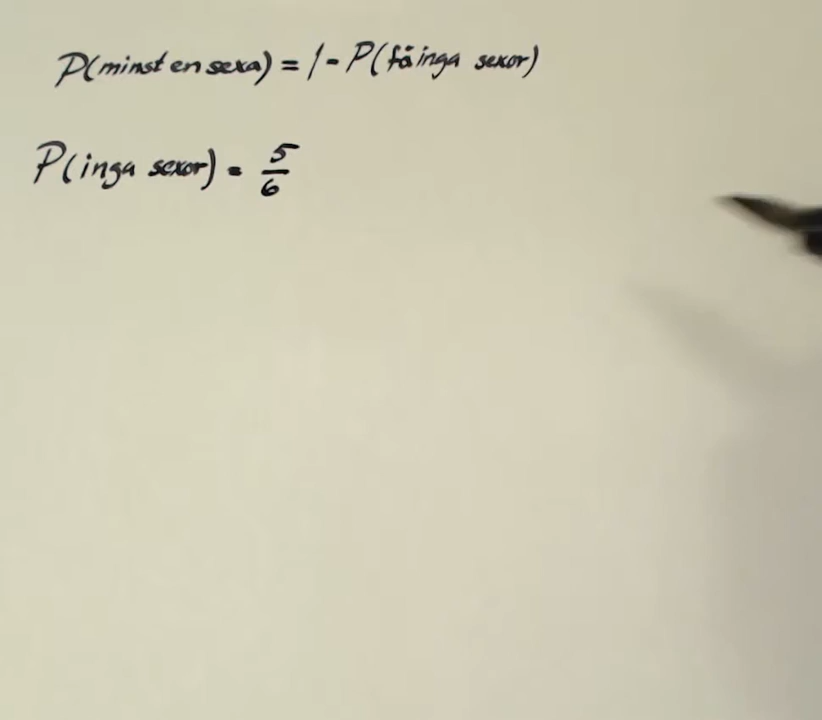 P(minst en sexa) = 1 - P(få inga sexor)
P(inga sexor) = 5/6